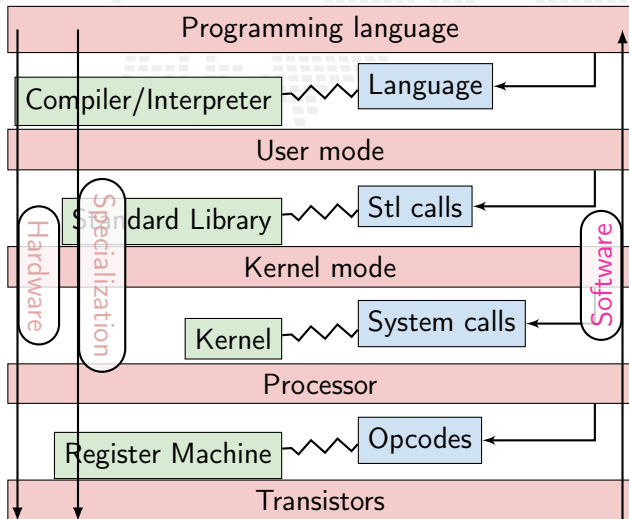 Programming language
Language
Compiler/Interpreter
User mode
Stl calls
Standard Library
Specialization
Hardware
Software
Kernel mode
System calls
Kernel
Processor
Opcodes
Register Machine
Transistors